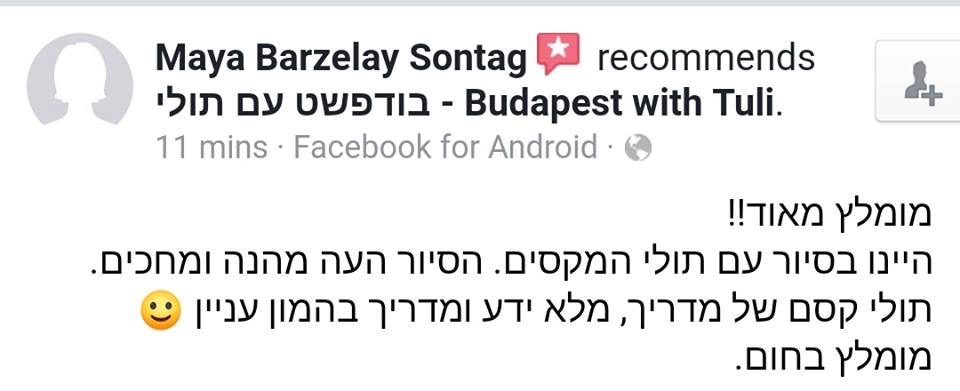 Maya Barzelay Sontag recommends
בודפשט עם תולי - Budapest with Tuli.
11 mins · Facebook for Android ·
מומלץ מאוד!!
היינו בסיור עם תולי המקסים. הסיור העה מהנה ומחכים.
תולי קסם של מדריך, מלא ידע ומדריך בהמון עניין 🙂
מומלץ בחום.